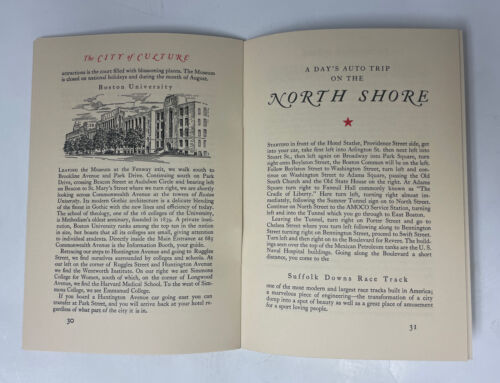 The CITY of CULTURE
attractions is the court filled with blossoming plants. The Museum
is closed on national holidays and during the month of August.
Boston University
LEAVING the Museum at the Fenway exit, we walk south to
Brookline Avenue and Park Drive. Continuing south on Park
Drive, crossing Beacon Street at Audubon Circle and bearing left
on Beacon to St. Mary's Street where we turn right, we are shortly
looking across Commonwealth Avenue at the towers of Boston
University. Its modern Gothic architecture is a delicate blending
of the finest in Gothic with the new lines and efficiency of today.
The school of theology, one of the 16 colleges of the University,
is Methodism's oldest seminary, founded in 1839. A private institution,
Boston University ranks among the top ten in the nation
in size, but boasts that all its colleges are small, giving attention
to individual students. Directly inside the Main Entrance at 685
Commonwealth Avenue is the Information Booth, your guide.
Retracing our steps to Huntington Avenue and going to Ruggles
Street, we find ourselves surrounded by colleges and schools. At
our left on the corner of Ruggles Street and Huntington Avenue
we find the Wentworth Institute. On our right we see Simmons
College for Women, south of which, on the corner of Longwood
Avenue, we find the Harvard Medical School. To the west of Simmons
College, we see Emmanuel College.
If you board a Huntington Avenue car going east you can
transfer at Park Street, and you will arrive back at your hotel regardless
of what part of the city it is in.
30
A DAY'S AUTO TRIP
ON THE
NORTH SHORE
STARTING in front of the Hotel Statler, Providence Street side, get
into your car, take first left into Arlington St. then next left into
Stuart St., then left again on Broadway into Park Square, turn
right onto Boylston Street, the Boston Common will be on the left.
Follow Boylston Street to Washington Street, turn left and continue
on Washington Street to Adams Square, passing the Old
South Church and the Old State House on the right. At Adams
Square turn right to Faneuil Hall commonly known as "The
Cradle of Liberty." Here turn left, turning right almost immediately,
following the Sumner Tunnel sign on to North Street.
Continue on North Street to AMOCO Service Station, turning
left and into the Tunnel which you go through to East Boston.
Leaving the Tunnel, turn right on Porter Street and go to
Chelsea Street where you turn left following along to Bennington
Street turning right on Bennington, proceed to Swift Street.
Turn left and then right on to the Boulevard for Revere. The buildings
seen over the top of the Mexican Petroleum tanks are the U. S.
Naval Hospital buildings. Going along the Boulevard a short
distance, you come to the
Suffolk Downs Race Track
one of the most modern and largest race tracks built in America;
a marvelous piece of engineering—the transformation of a city
dump into a spot of beauty as well as a great place of amusement
for a sport loving people.
31